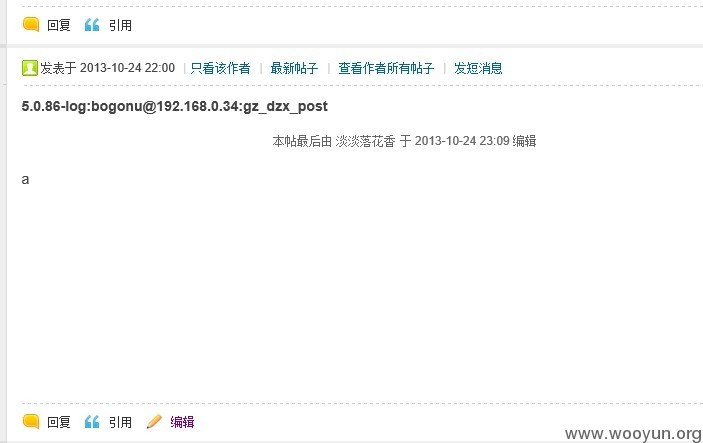 回复 引用
发表于 2013-10-24 22:00 | 只看该作者 | 最新帖子 | 查看作者所有帖子 | 发短消息
5.0.86-log:bogonu@192.168.0.34:gz_dzx_post
本帖最后由 淡淡落花香 于 2013-10-24 23:09 编辑
a
回复 引用 编辑
www.wooyun.org